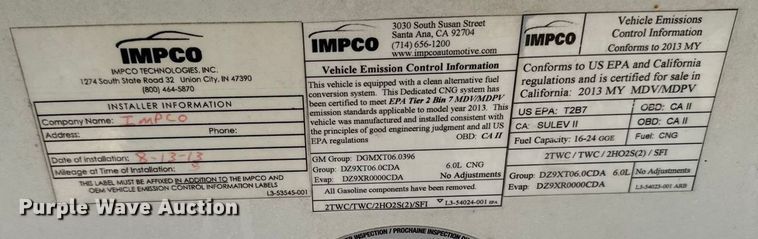 IMPCO
IMPCO TECHNOLOGIES, INC.
1274 South State Road 32 Union City, IN 47390
(800) 464-5870
INSTALLER INFORMATION
Company Name: IMPCO
Address: Phone:
Date of Installation: 8-13-13
Mileage at Time of Installation:
THIS LABEL MUST BE AFFIXED IN ADDITION TO THE IMPCO AND
OEM VEHICLE EMISSION CONTROL INFORMATION LABELS
L3-53545-001
IMPCO
3030 South Susan Street
Santa Ana, CA 92704
(714) 656-1200
www.impcoautomotive.com
Vehicle Emission Control Information
This vehicle is equipped with a clean alternative fuel
conversion system. This Dedicated CNG system has
been certified to meet EPA Tier 2 Bin 7 MDV/MDPV
emission standards applicable to model year 2013. This
vehicle was manufactured and installed consistent with
the principles of good engineering judgment and all US
EPA regulations OBD: CA II
GM Group: DGMXT06.0396
Group: DZ9XT06.0CDA 6.0L CNG
Evap: DZ9XR0000CDA No Adjustments
All Gasoline components have been removed.
2TWC/TWC/2HO2S(2)/SFI L3-54024-001 EPA
IMPCO
Vehicle Emissions
Control Information
Conforms to 2013 MY
Conforms to US EPA and California
regulations and is certified for sale in
California: 2013 MY MDV/MDPV
US EPA: T2B7 OBD: CA II
CA: SULEV II OBD: CA II
Fuel Capacity: 16-24 GGE Fuel: CNG
2TWC / TWC / 2HO2S(2) / SFI
Group: DZ9XT06.0CDA 6.0L No Adjustments
Evap: DZ9XR0000CDA L3-54023-001 ARB
Purple Wave Auction
INSPECTION / PROCHAINE INSPECTION